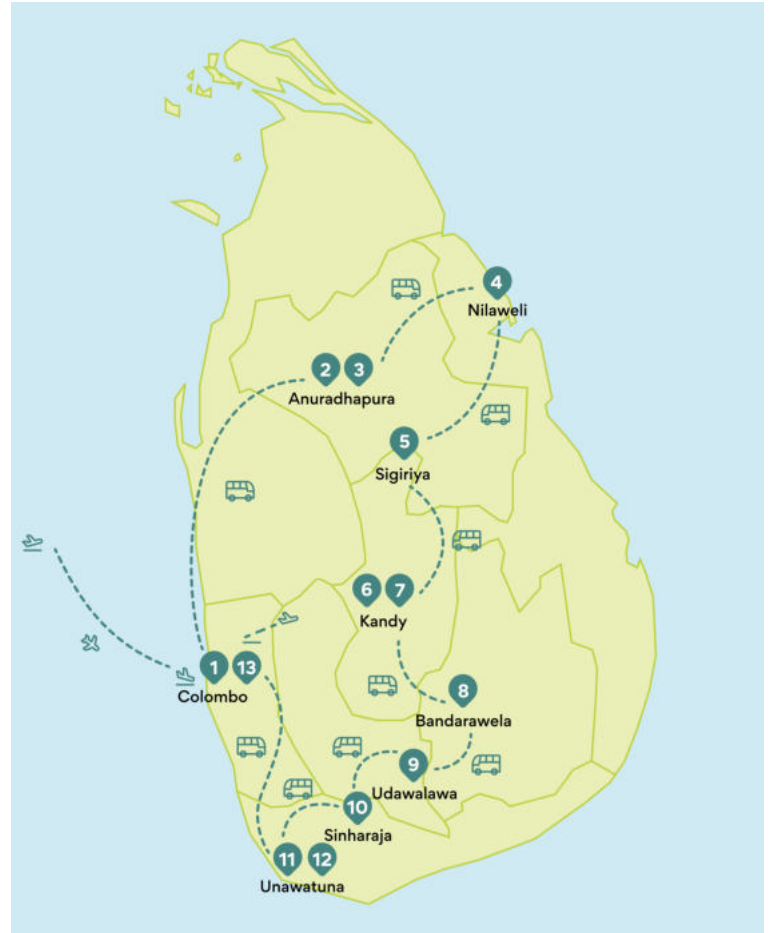 4
Nilaweli
2 3
Anuradhapura
5
Sigiriya
6 7
Kandy
1 13
Colombo
8
Bandarawela
9
Udawalawa
10
Sinharaja
11 12
Unawatuna